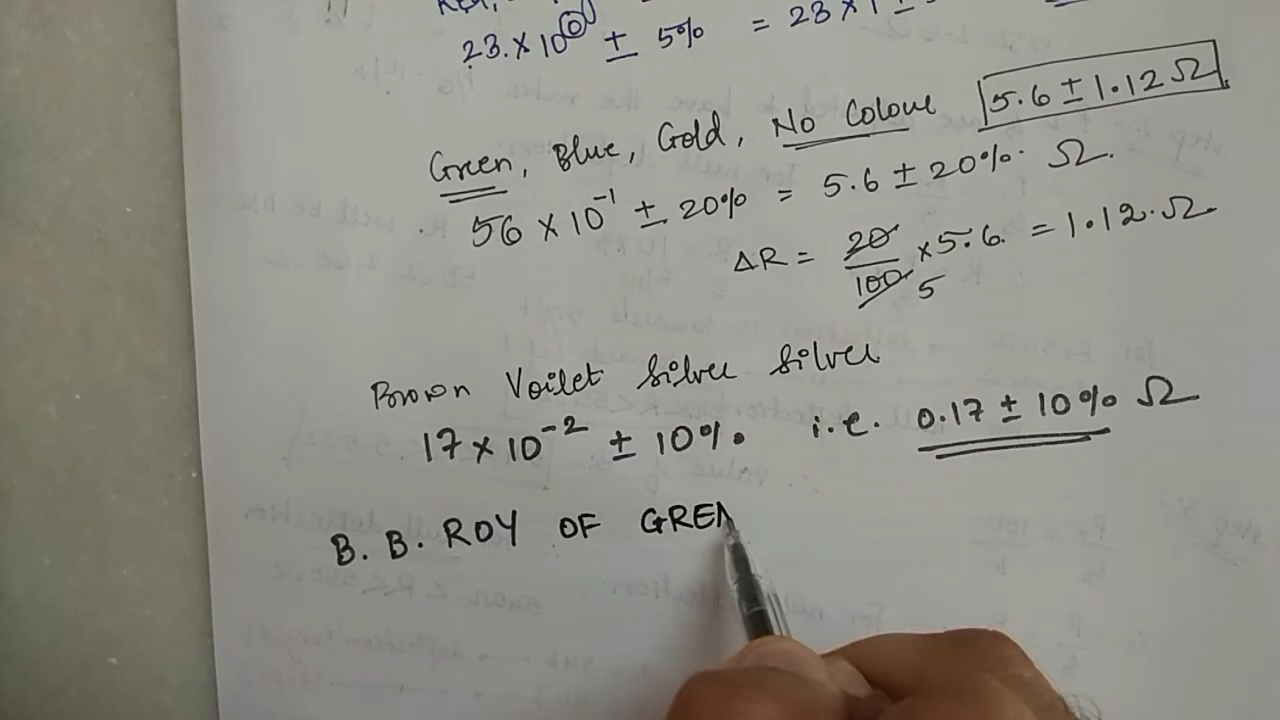 23.×10⁰ ± 5% = 23×1±
Green, Blue, Gold, No Colour 5.6 ± 1.12 Ω
56 × 10⁻¹ ± 20% = 5.6 ± 20% Ω.
ΔR = 20/100 × 5.6 = 1.12 Ω
5
Brown Voilet Silver Silver
17 × 10⁻² ± 10%. i.e. 0.17 ± 10% Ω
B. B. ROY OF GREA